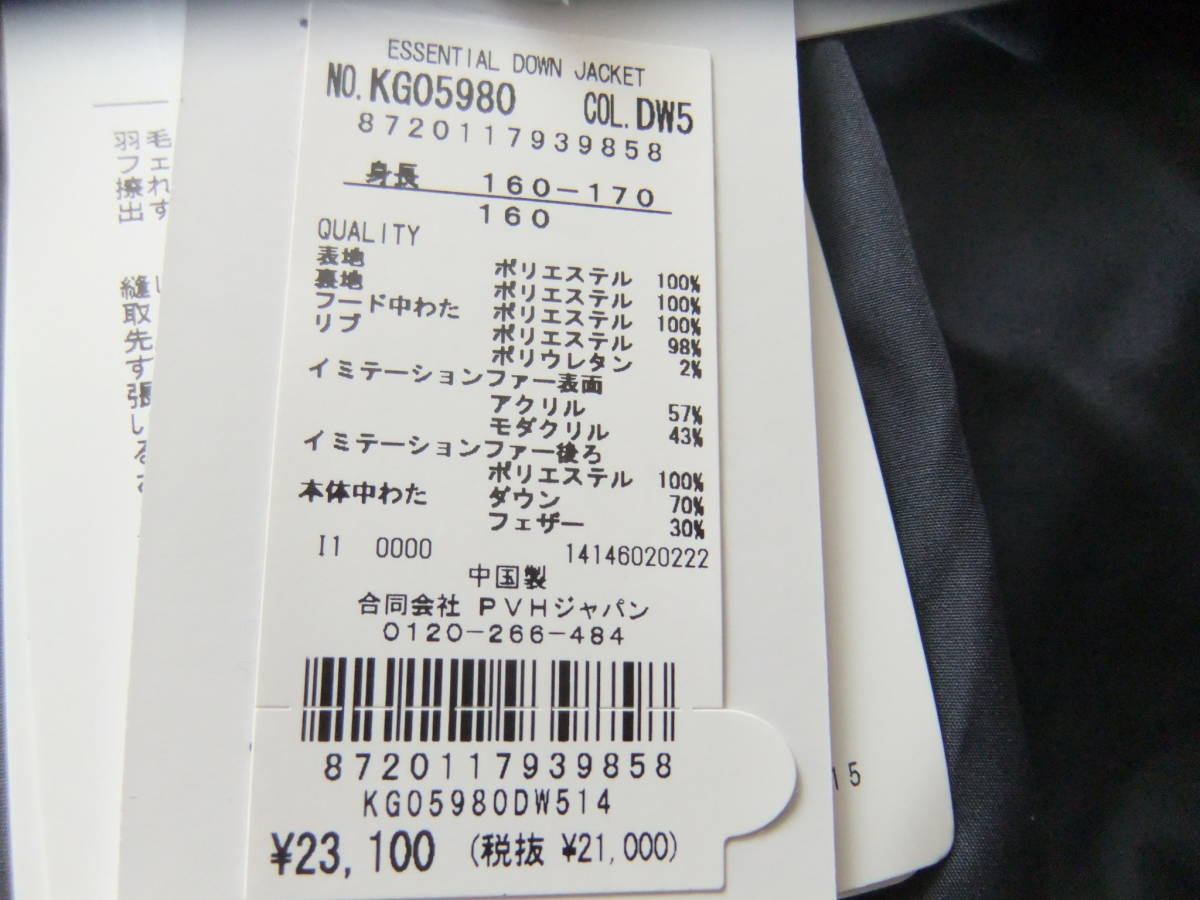 ESSENTIAL DOWN JACKET
NO. KG05980 COL. DW5
8720117939858
身長 160-170
160
QUALITY
表地 ポリエステル 100%
裏地 ポリエステル 100%
フード中わた ポリエステル 100%
リブ ポリエステル 98%
ポリウレタン 2%
イミテーションファー表面
アクリル 57%
モダクリル 43%
イミテーションファー後ろ
ポリエステル 100%
本体中わた ダウン 70%
フェザー 30%
I1 0000 14146020222
中国製
合同会社 PVHジャパン
0120-266-484
8720117939858
KG05980DW514
¥23,100 (税抜 ¥21,000)
羽毛
フェ
擦れ
出す
縫い
取
先
す
張
い
る
15